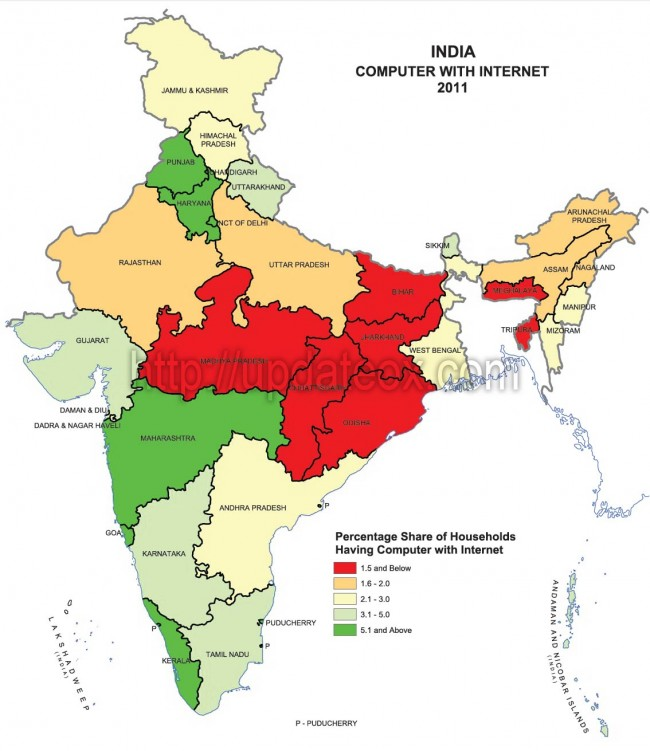 INDIA
COMPUTER WITH INTERNET
2011
JAMMU & KASHMIR
HIMACHAL
PRADESH
PUNJAB
CHANDIGARH
UTTARAKHAND
HARYANA
NCT OF DELHI
RAJASTHAN
UTTAR PRADESH
BIHAR
SIKKIM
ARUNACHAL
PRADESH
ASSAM
NAGALAND
MEGHALAYA
MANIPUR
TRIPURA
MIZORAM
GUJARAT
MADHYA PRADESH
JHARKHAND
WEST BENGAL
http://updateox.com
CHHATTISGARH
ODISHA
DAMAN & DIU
DADRA & NAGAR HAVELI
MAHARASHTRA
ANDHRA PRADESH
P
GOA
KARNATAKA
Percentage Share of Households
Having Computer with Internet
1.5 and Below
1.6 - 2.0
2.1 - 3.0
3.1 - 5.0
5.1 and Above
LAKSHADWEEP
(INDIA)
P
PUDUCHERRY
P
KERALA
TAMIL NADU
ANDAMAN AND NICOBAR ISLANDS
(INDIA)
P - PUDUCHERRY